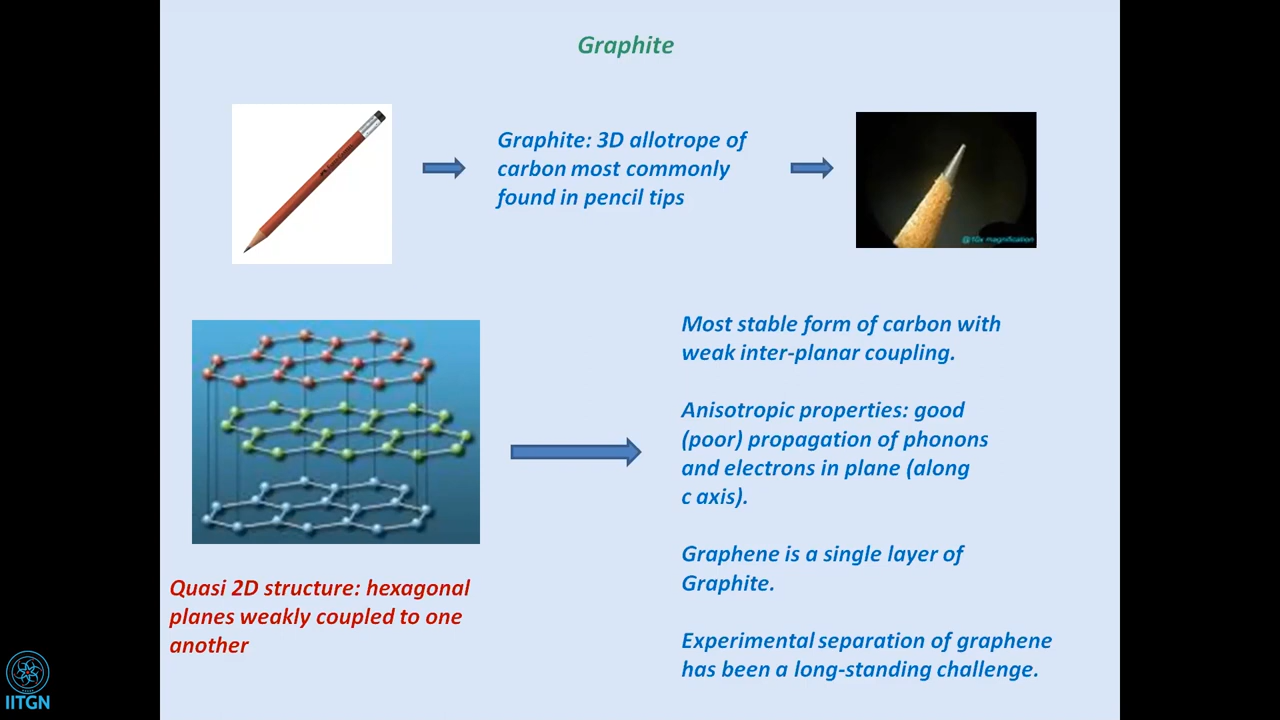 Graphite
Graphite: 3D allotrope of
carbon most commonly
found in pencil tips
@10x magnification
Most stable form of carbon with
weak inter-planar coupling.
Anisotropic properties: good
(poor) propagation of phonons
and electrons in plane (along
c axis).
Graphene is a single layer of
Graphite.
Experimental separation of graphene
has been a long-standing challenge.
Quasi 2D structure: hexagonal
planes weakly coupled to one
another
IITGN